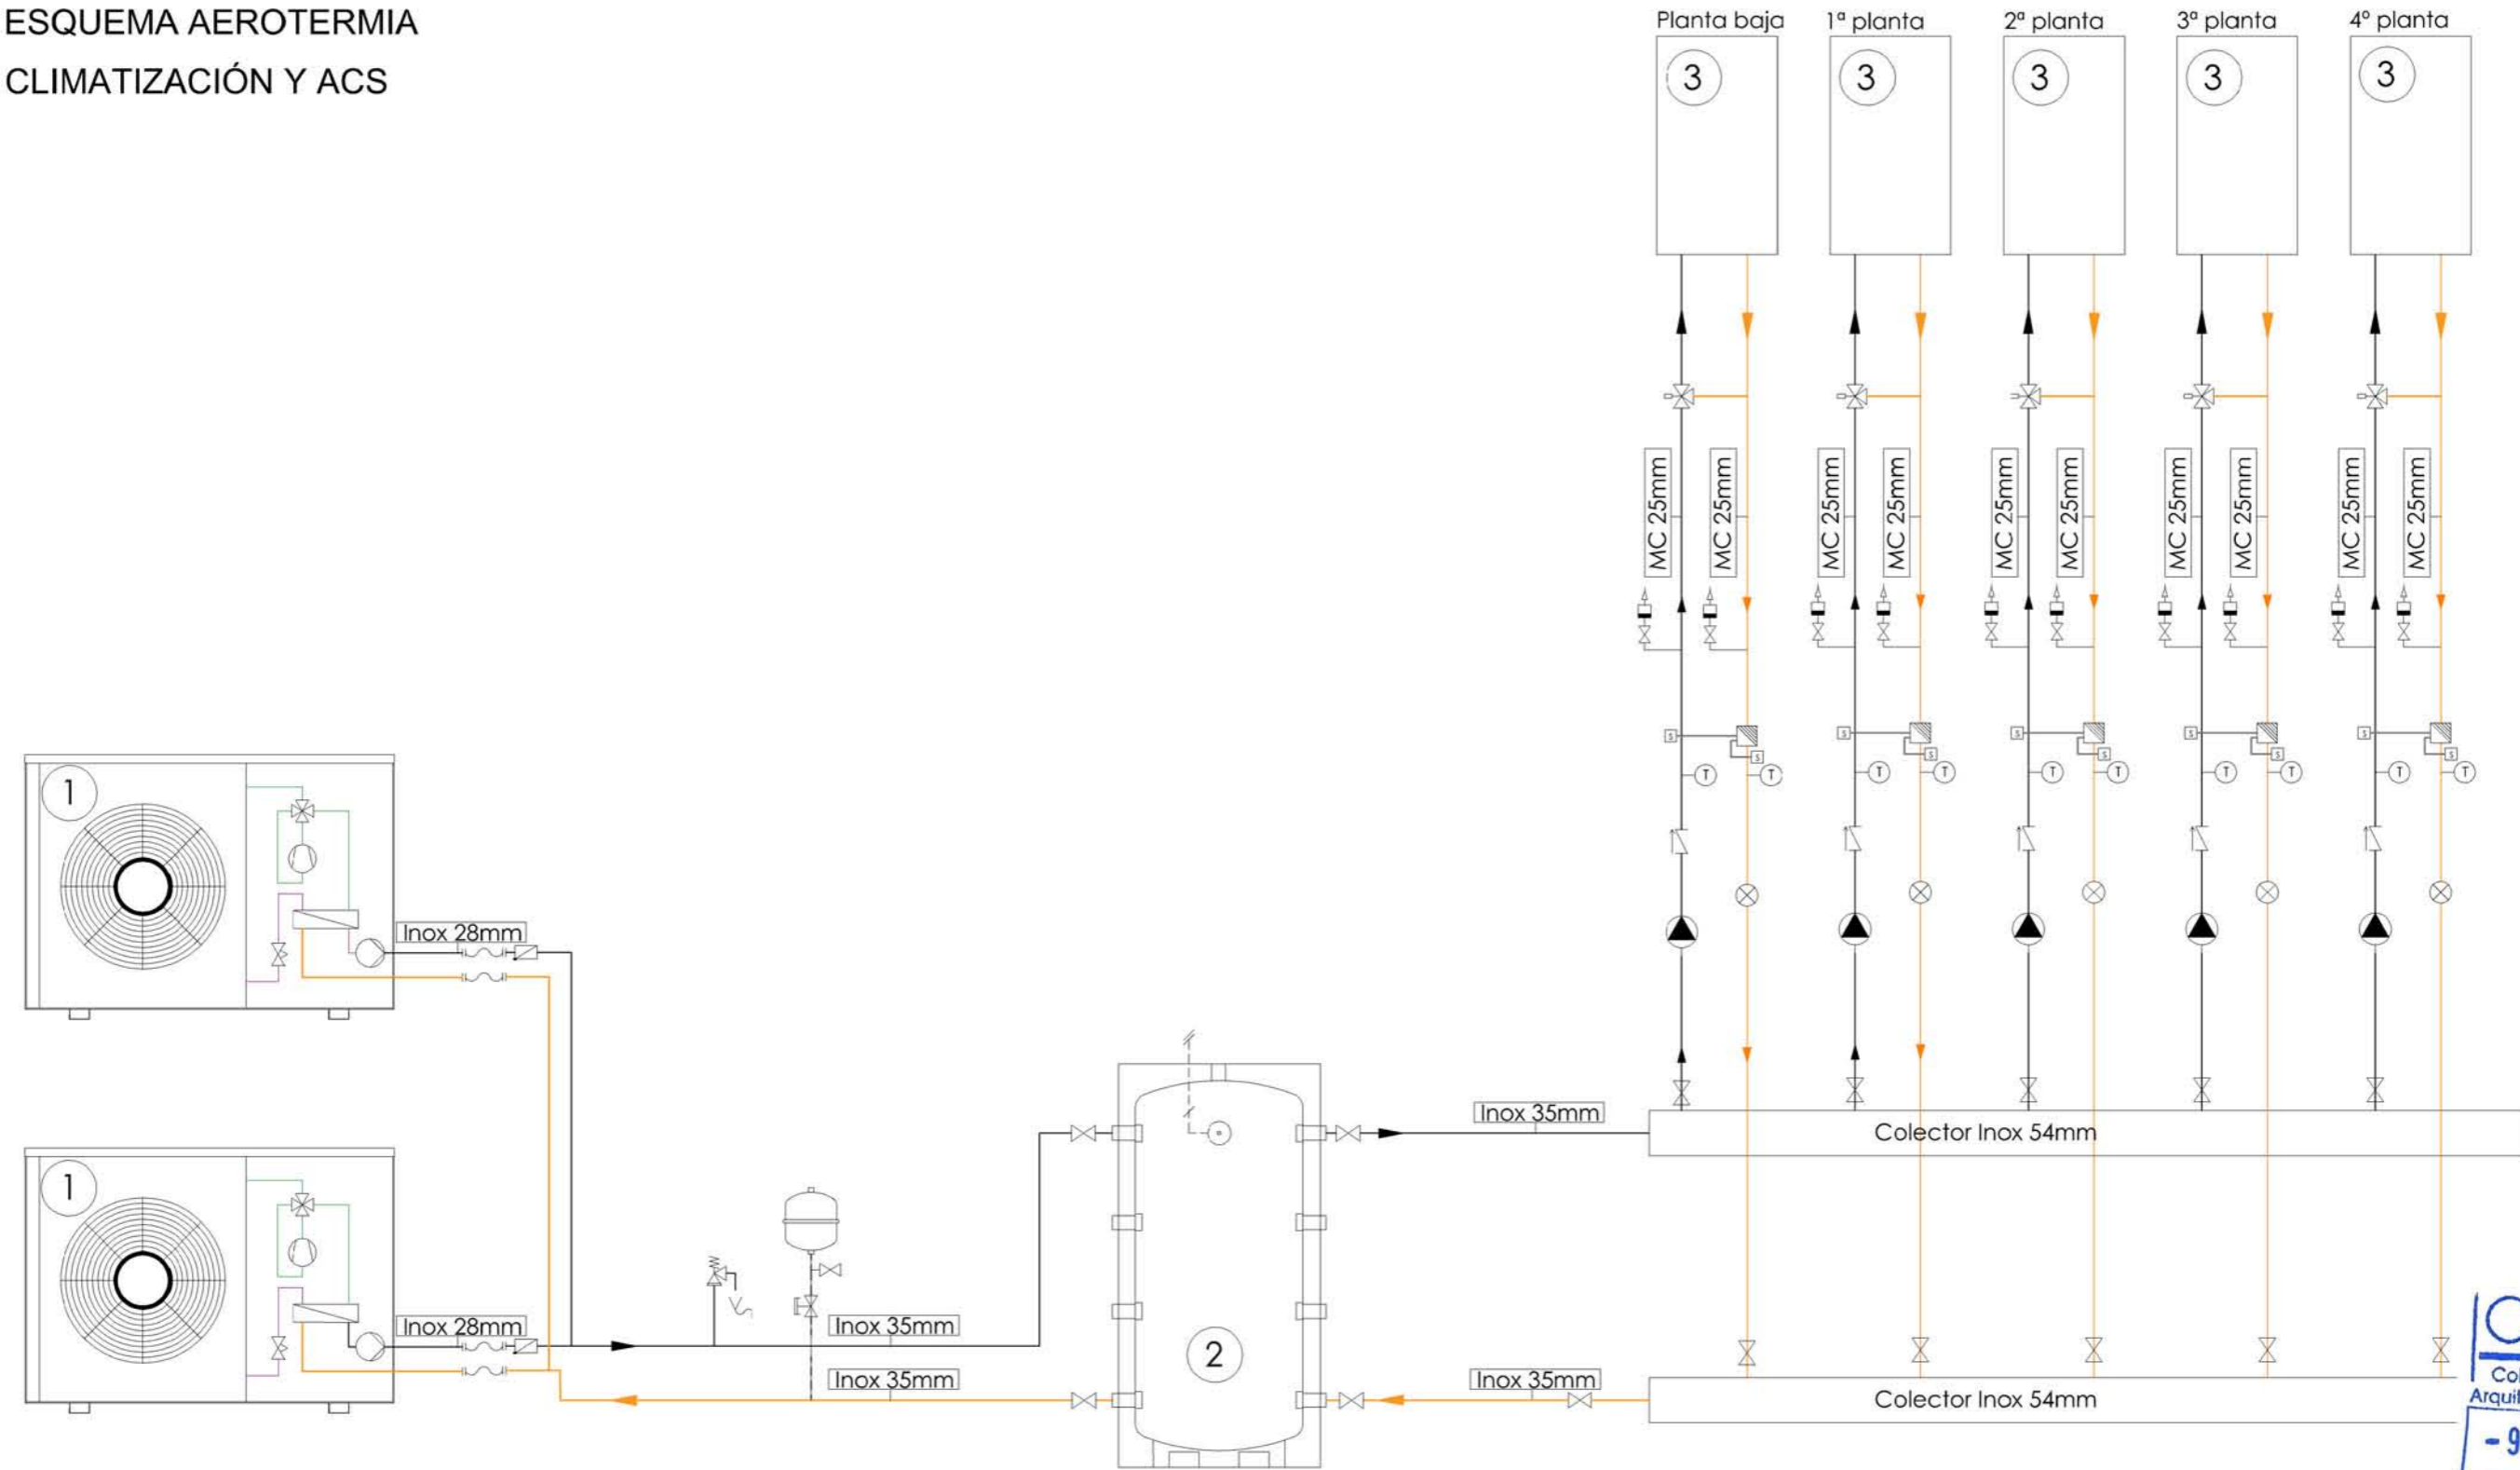 ESQUEMA AEROTERMIA
CLIMATIZACIÓN Y ACS
Planta baja
1ª planta
2ª planta
3ª planta
4º planta
3
3
3
3
3
MC 25mm
MC 25mm
MC 25mm
MC 25mm
MC 25mm
MC 25mm
MC 25mm
MC 25mm
MC 25mm
MC 25mm
S
S
S
S
S
S
S
S
S
S
T
T
T
T
T
T
T
T
T
T
1
Inox 28mm
1
Inox 28mm
Inox 35mm
Inox 35mm
2
Inox 35mm
Colector Inox 54mm
Inox 35mm
Colector Inox 54mm
- 9